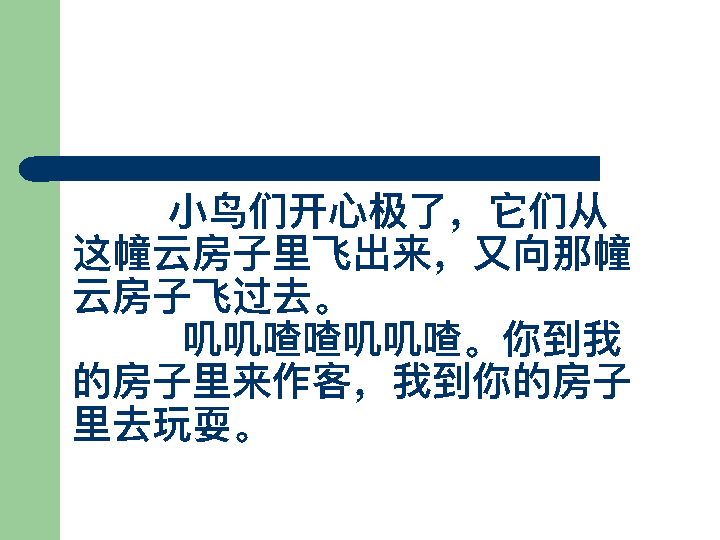 小鸟们开心极了，它们从
这幢云房子里飞出来，又向那幢
云房子飞过去。
叽叽喳喳叽叽喳。你到我
的房子里来作客，我到你的房子
里去玩耍。